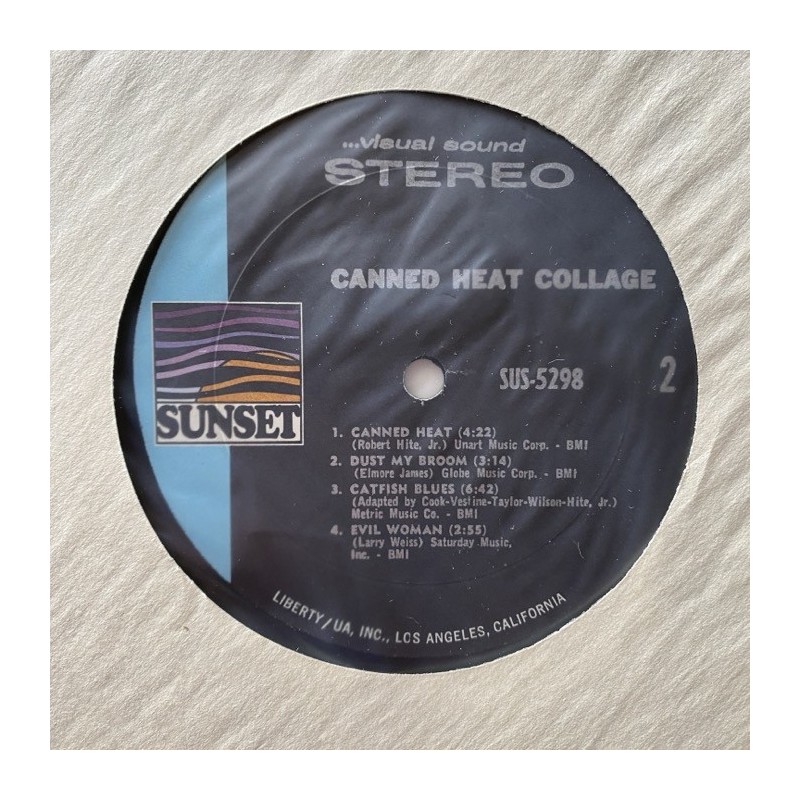 ...visual sound
STEREO
CANNED HEAT COLLAGE
SUNSET
SUS-5298
2
1. CANNED HEAT (4:22)
(Robert Hite, Jr.) Unart Music Corp. - BMI
2. DUST MY BROOM (3:14)
(Elmore James) Globe Music Corp. - BMI
3. CATFISH BLUES (6:42)
(Adapted by Cook-Vestine-Taylor-Wilson-Hite, Jr.)
Metric Music Co. - BMI
4. EVIL WOMAN (2:55)
(Larry Weiss) Saturday Music,
Inc. - BMI
LIBERTY/UA, INC., LOS ANGELES, CALIFORNIA